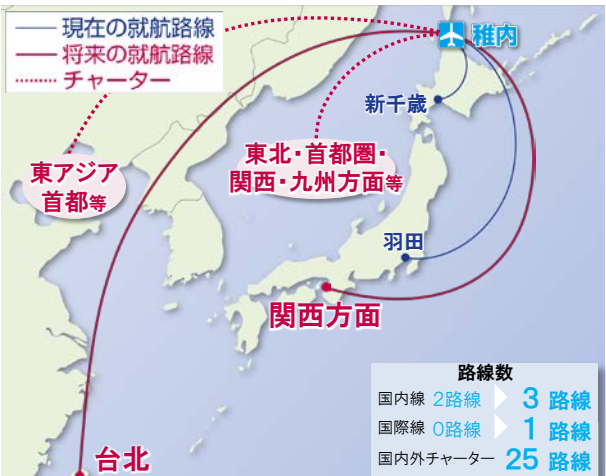 現在の就航路線
将来の就航路線
チャーター
稚内
新千歳
東北・首都圏・
関西・九州方面等
東アジア
首都等
羽田
関西方面
台北
路線数
国内線 2路線 3 路線
国際線 0路線 1 路線
国内外チャーター 25 路線